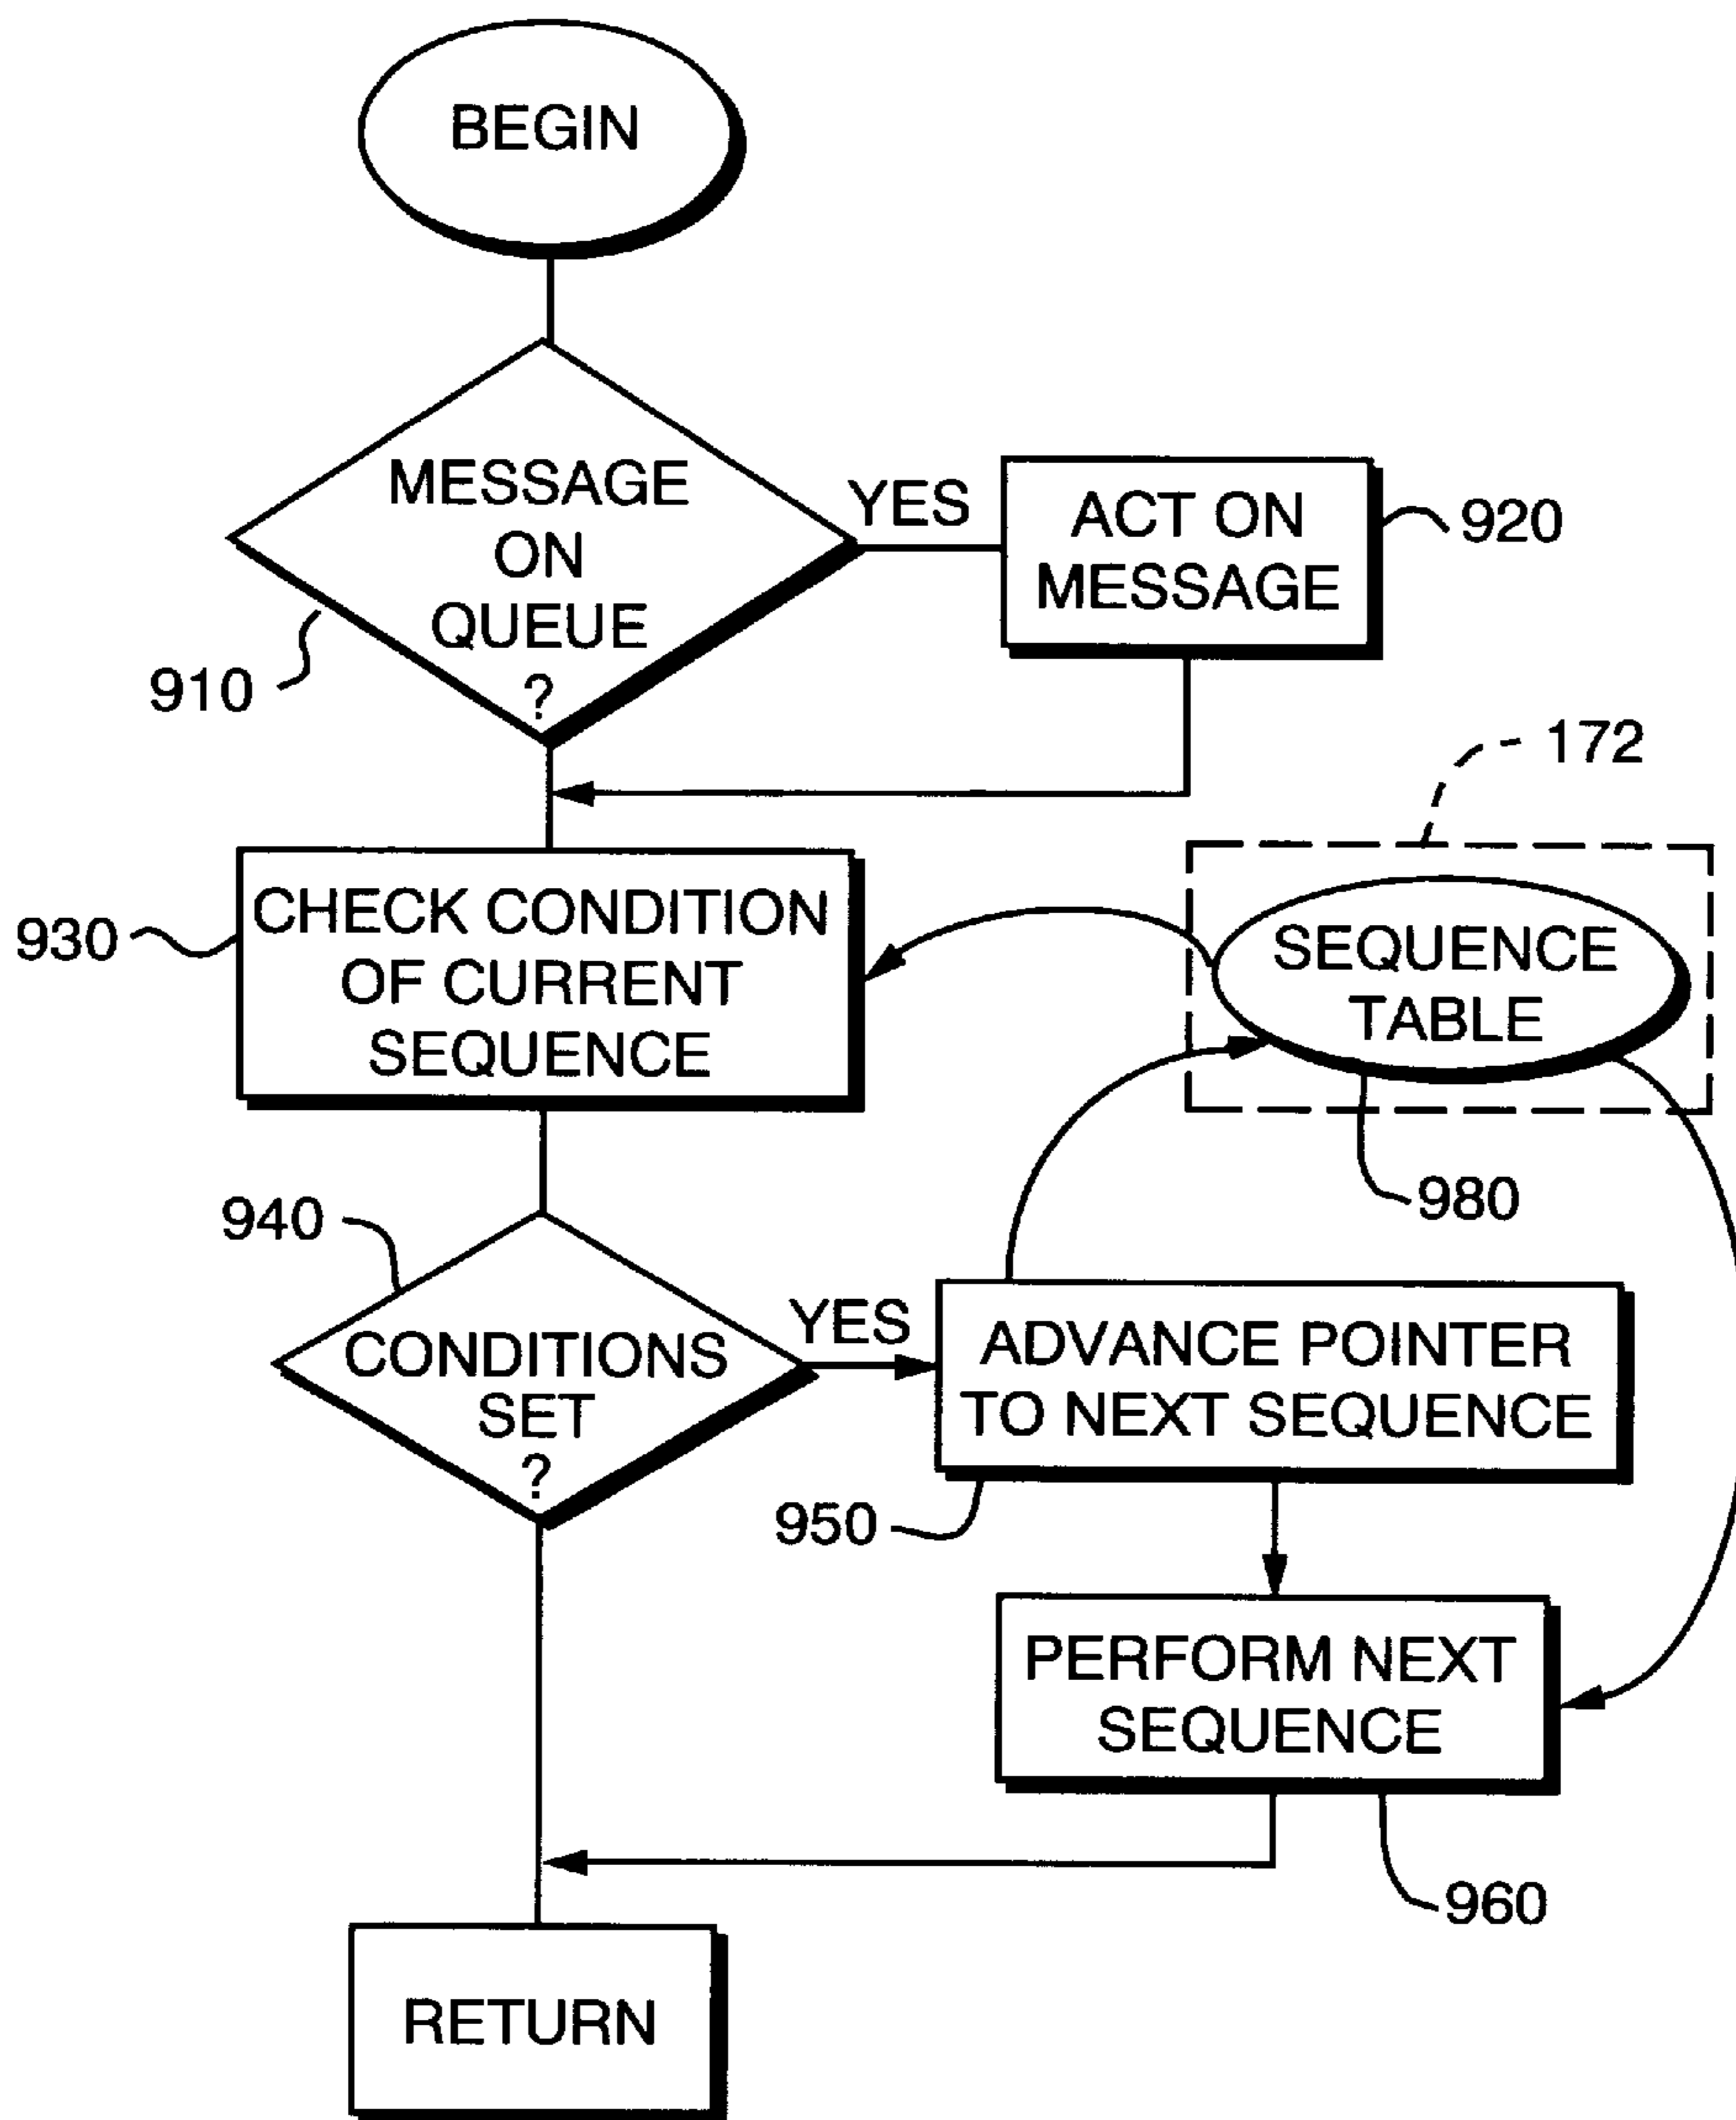 BEGIN
MESSAGE
ON
QUEUE
?
910
YES
ACT ON
MESSAGE
920
172
CHECK CONDITION
OF CURRENT
SEQUENCE
930
SEQUENCE
TABLE
980
940
CONDITIONS
SET
?
YES
ADVANCE POINTER
TO NEXT SEQUENCE
950
PERFORM NEXT
SEQUENCE
960
RETURN